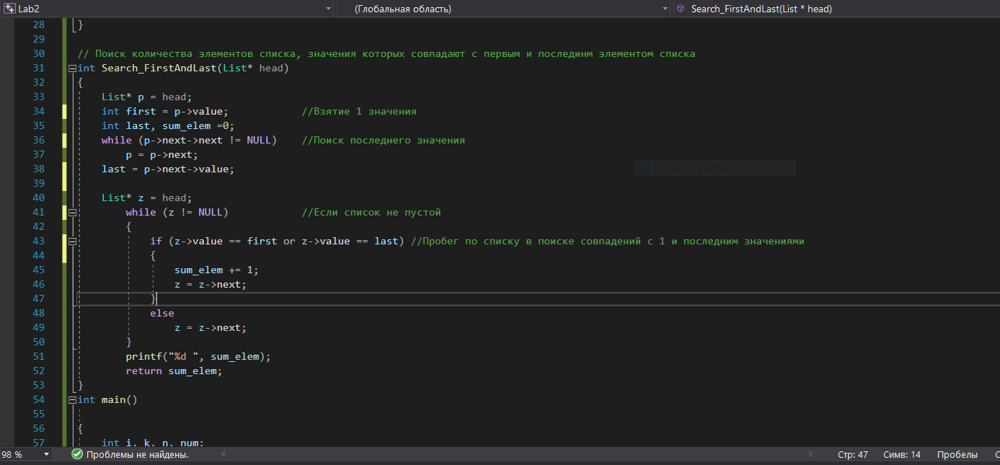 Lab2 (Глобальная область) Search_FirstAndLast(List * head)
28 }
29
30 // Поиск количества элементов списка, значения которых совпадают с первым и послединм элементом списка
31 int Search_FirstAndLast(List* head)
32 {
33 List* p = head;
34 int first = p->value; //Взятие 1 значения
35 int last, sum_elem =0;
36 while (p->next->next != NULL) //Поиск последнего значения
37 p = p->next;
38 last = p->next->value;
Прямоугольник
39
40 List* z = head;
41 while (z != NULL) //Если список не пустой
42 {
43 if (z->value == first or z->value == last) //Пробег по списку в поиске совпадений с 1 и последним значениями
44 {
45 sum_elem += 1;
46 z = z->next;
47 }
48 else
49 z = z->next;
50 }
51 printf("%d ", sum_elem);
52 return sum_elem;
53 }
54 int main()
55
56 {
57 int i, k, n, num;
98 % Проблемы не найдены. Стр: 47 Симв: 14 Пробелы